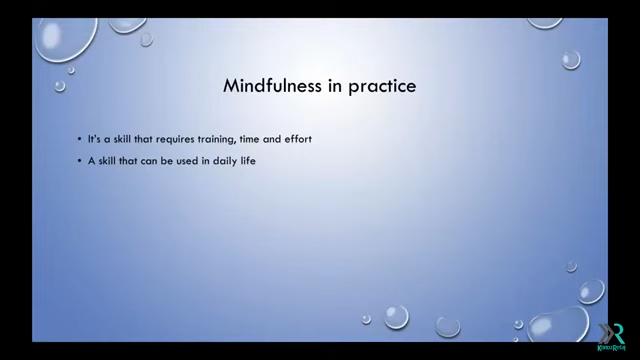 Mindfulness in practice
• It's a skill that requires training, time and effort
• A skill that can be used in daily life